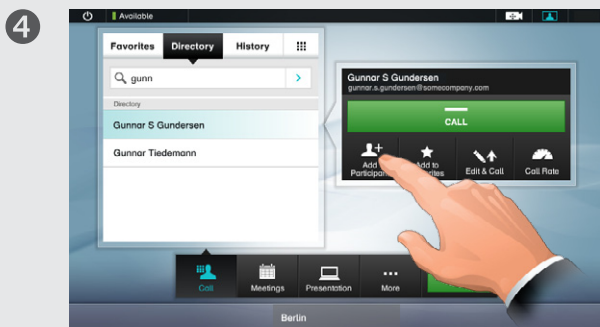 4
Available
Favorites Directory History
gunn
Directory
Gunnar S Gundersen
Gunnar Tiedemann
Gunnar S Gundersen
gunnar.s.gundersen@somecompany.com
CALL
Add Add to Edit & Call Call Rate
Call Meetings Presentation More
Berlin